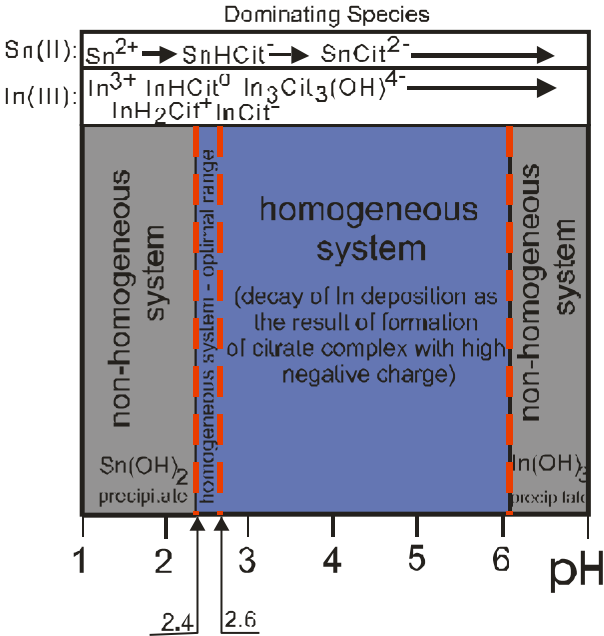 Dominating Species
Sn(II): Sn²⁺ → SnHCit⁻ → SnCit²⁻ →
In(III): In³⁺ InHCit⁰ In₃Cit₃(OH)⁴⁻ →
InH₂Cit⁺ InCit⁻
non-homogeneous
system
Sn(OH)₂
precipitate
homogeneous system - optimal range
homogeneous
system
(decay of In deposition as
the result of formation
of citrate complex with high
negative charge)
non-homogeneous
system
In(OH)₃
precipitate
1 2 3 4 5 6 pH
2.4 2.6